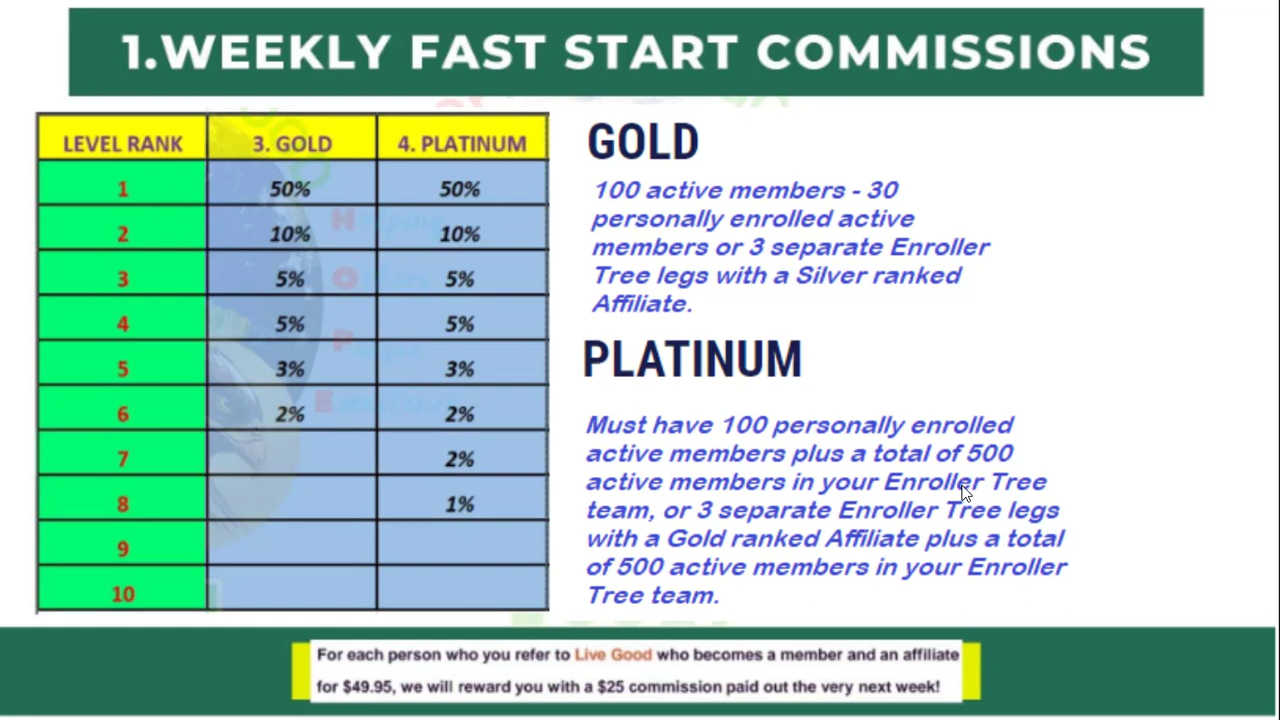 1.WEEKLY FAST START COMMISSIONS
LEVEL RANK 3. GOLD 4. PLATINUM
1 50% 50%
2 10% 10%
3 5% 5%
4 5% 5%
5 3% 3%
6 2% 2%
7 2%
8 1%
9
10
GOLD
100 active members - 30
personally enrolled active
members or 3 separate Enroller
Tree legs with a Silver ranked
Affiliate.
PLATINUM
Must have 100 personally enrolled
active members plus a total of 500
active members in your Enroller Tree
team, or 3 separate Enroller Tree legs
with a Gold ranked Affiliate plus a total
of 500 active members in your Enroller
Tree team.
For each person who you refer to Live Good who becomes a member and an affiliate
for $49.95, we will reward you with a $25 commission paid out the very next week!